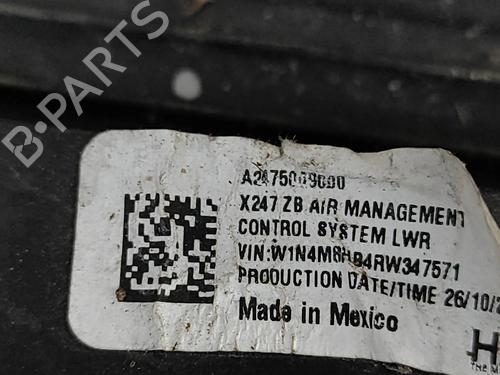 B-PARTS
A2475009000
X247 ZB AIR MANAGEMENT
CONTROL SYSTEM LWR
VIN:W1N4M8HB4RW347571
PRODUCTION DATE/TIME 26/10/2
Made in Mexico
H